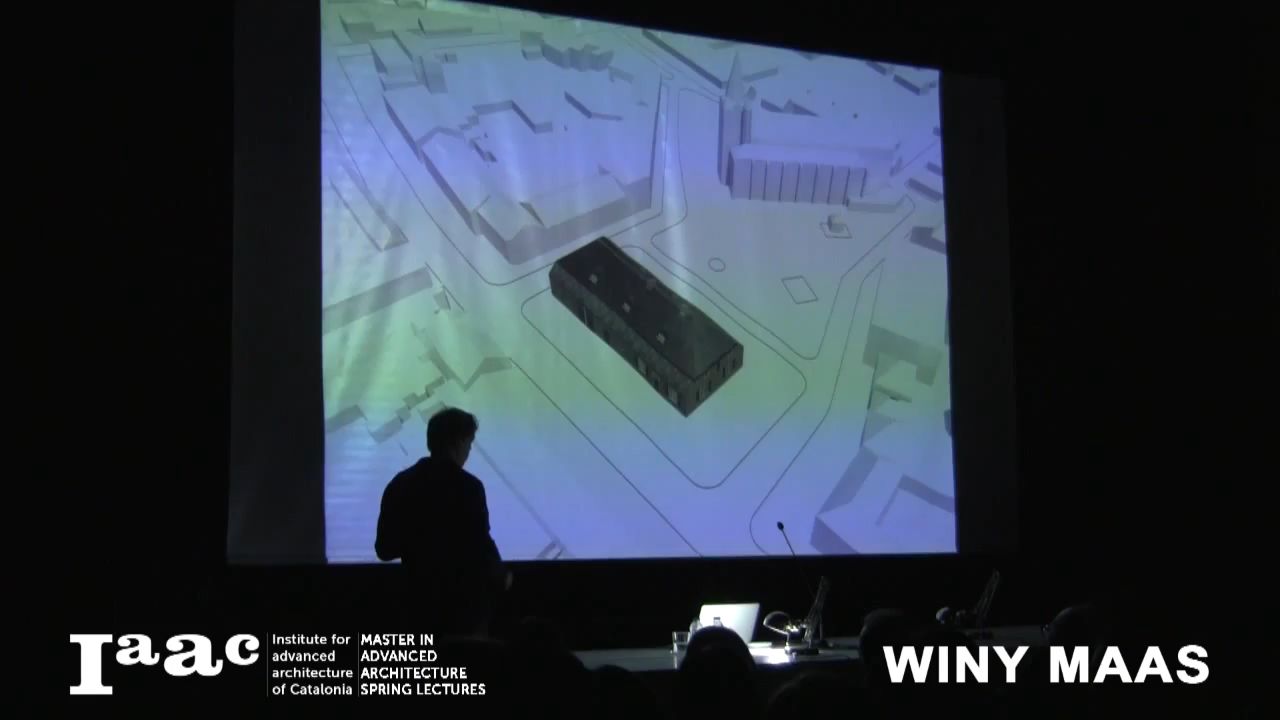 Iaac
Institute for
advanced
architecture
of Catalonia
MASTER IN
ADVANCED
ARCHITECTURE
SPRING LECTURES
WINY MAAS